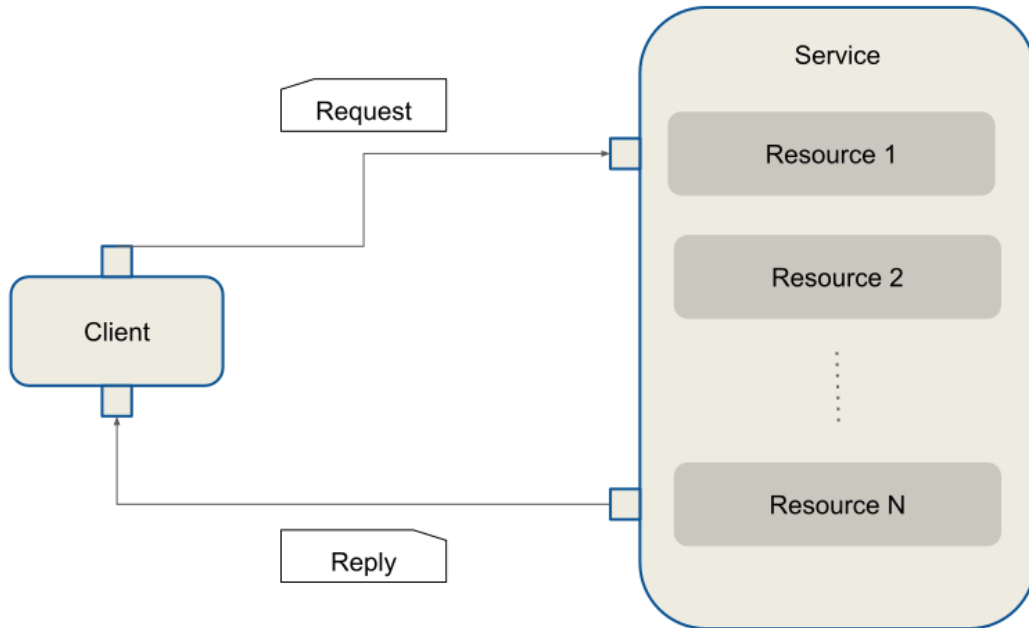 Service
Request
Resource 1
Resource 2
Client
Resource N
Reply